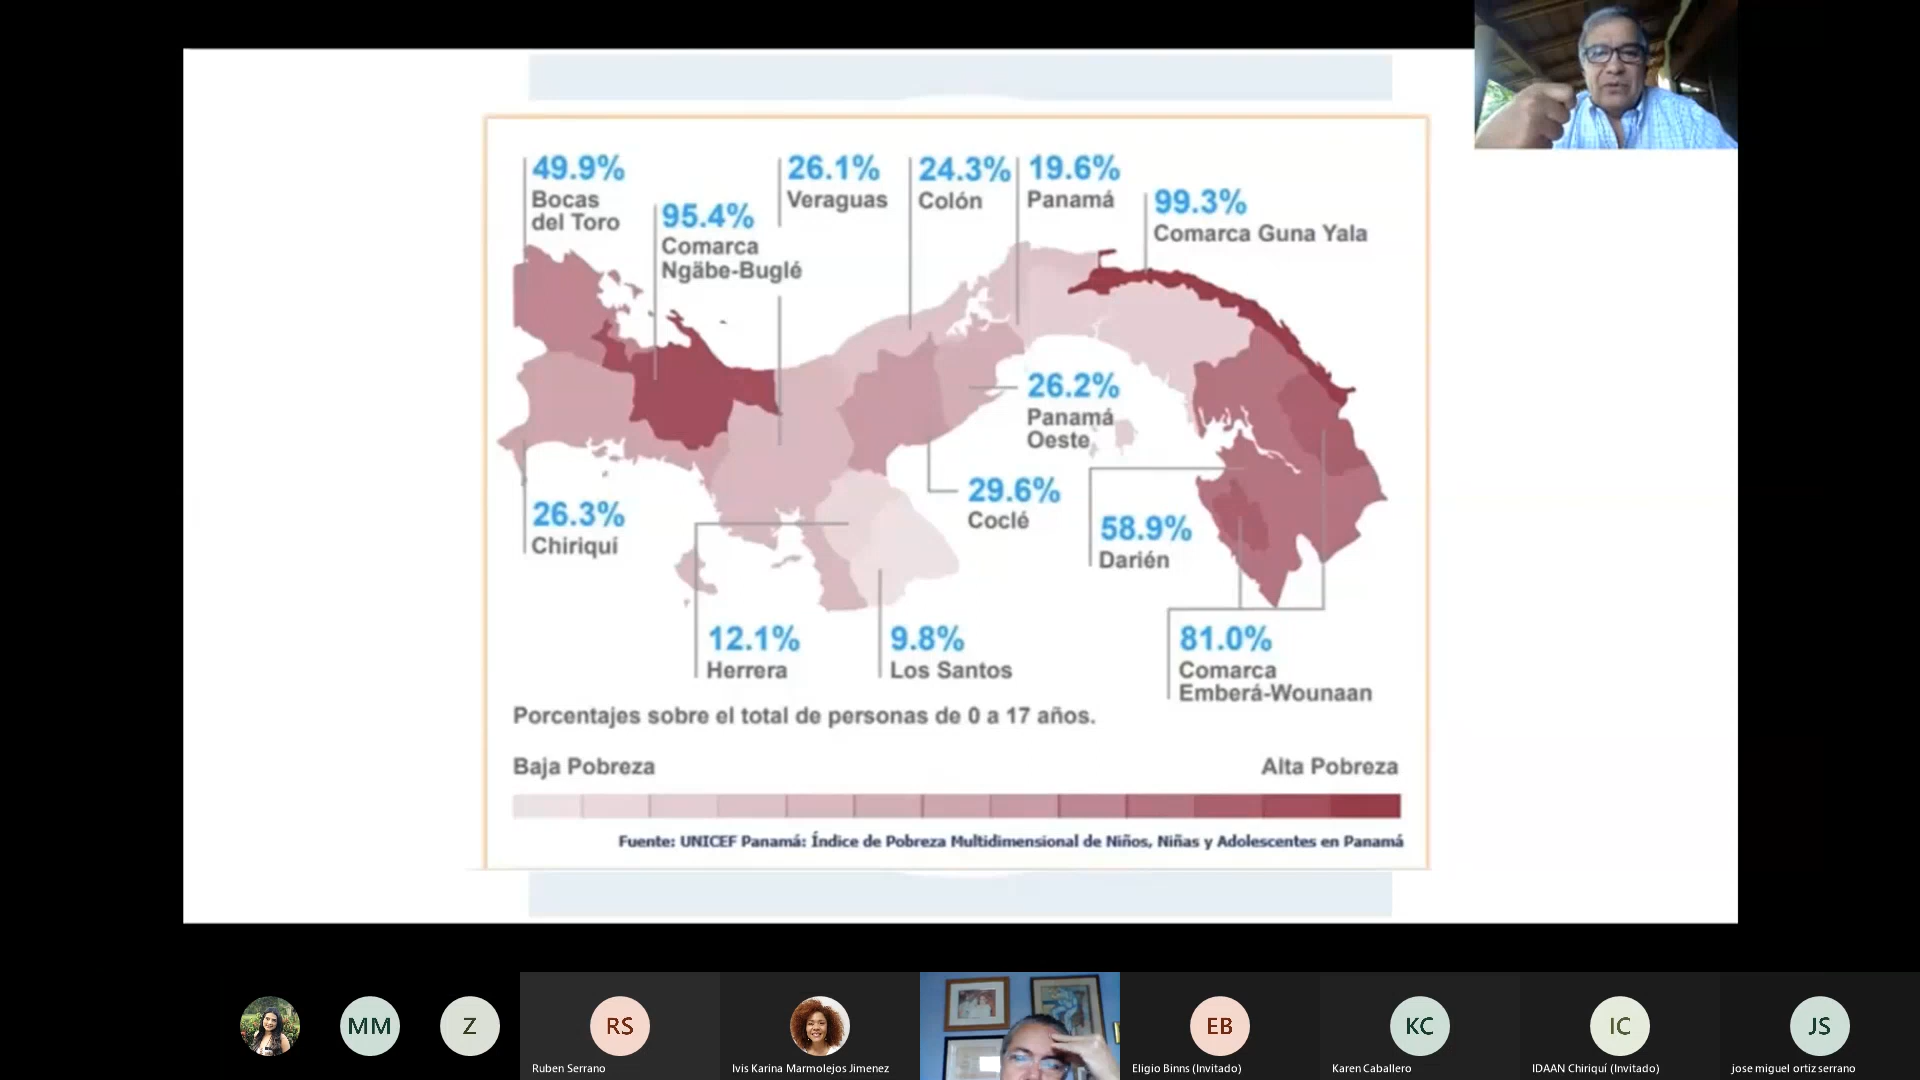 49.9%
Bocas
del Toro
95.4%
Comarca
Ngäbe-Buglé
26.1%
Veraguas
24.3%
Colón
19.6%
Panamá
99.3%
Comarca Guna Yala
26.2%
Panamá
Oeste
29.6%
Coclé
26.3%
Chiriquí
58.9%
Darién
12.1%
Herrera
9.8%
Los Santos
81.0%
Comarca
Emberá-Wounaan
Porcentajes sobre el total de personas de 0 a 17 años.
Baja Pobreza
Alta Pobreza
Fuente: UNICEF Panamá: Índice de Pobreza Multidimensional de Niños, Niñas y Adolescentes en Panamá
MM
Z
RS
Ruben Serrano
Ivis Karina Marmolejos Jimenez
EB
Eligio Binns (Invitado)
KC
Karen Caballero
IC
IDAAN Chiriquí (Invitado)
JS
jose miguel ortiz serrano